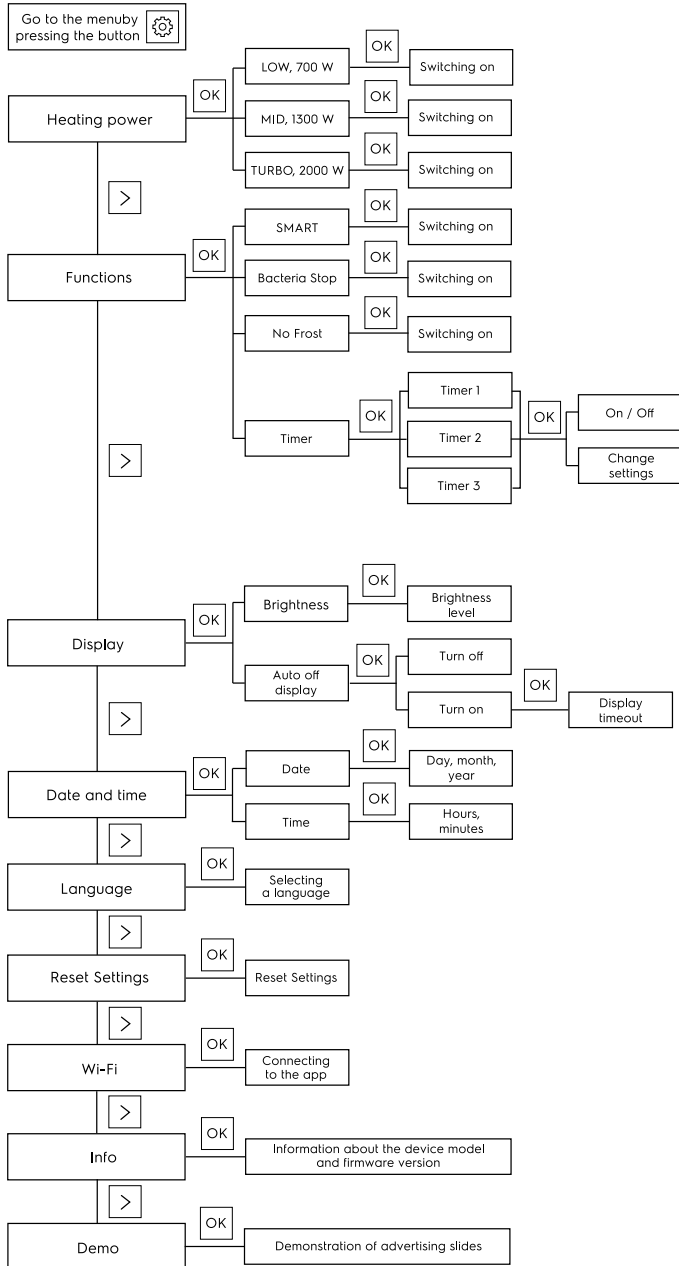 Go to the menuby
pressing the button
OK
LOW, 700 W
Switching on
OK
OK
Heating power
MID, 1300 W
Switching on
OK
TURBO, 2000 W
Switching on
>
OK
SMART
Switching on
OK
OK
Functions
Bacteria Stop
Switching on
OK
No Frost
Switching on
Timer 1
OK
OK
On / Off
Timer
Timer 2
Change
settings
Timer 3
>
OK
Brightness
Brightness
level
OK
Display
OK
Turn off
Auto off
display
OK
Turn on
Display
timeout
>
OK
Date
Day, month,
year
OK
Date and time
OK
Time
Hours,
minutes
>
OK
Language
Selecting
a language
>
OK
Reset Settings
Reset Settings
>
OK
Wi-Fi
Connecting
to the app
>
OK
Info
Information about the device model
and firmware version
>
OK
Demo
Demonstration of advertising slides